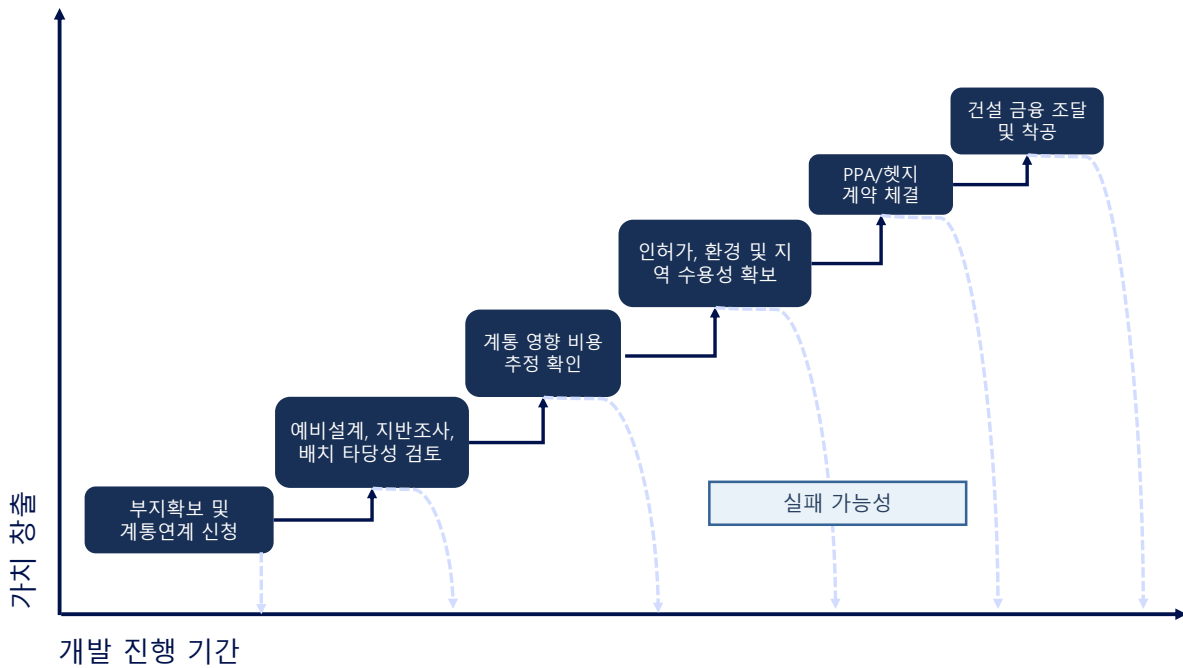 건설 금융 조달
및 착공
PPA/헷지
계약 체결
인허가, 환경 및 지
역 수용성 확보
계통 영향 비용
추정 확인
예비설계, 지반조사,
배치 타당성 검토
부지확보 및
계통연계 신청
실패 가능성
가치 창출
개발 진행 기간